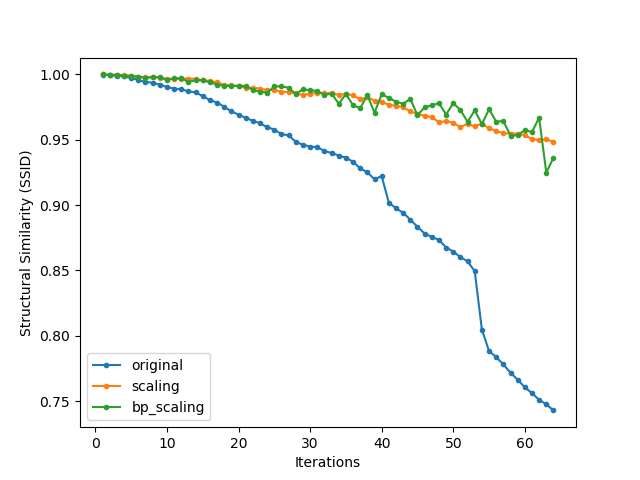 1.00
0.95
0.90
0.85
0.80
0.75
Structural Similarity (SSID)
original
scaling
bp_scaling
0 10 20 30 40 50 60
Iterations